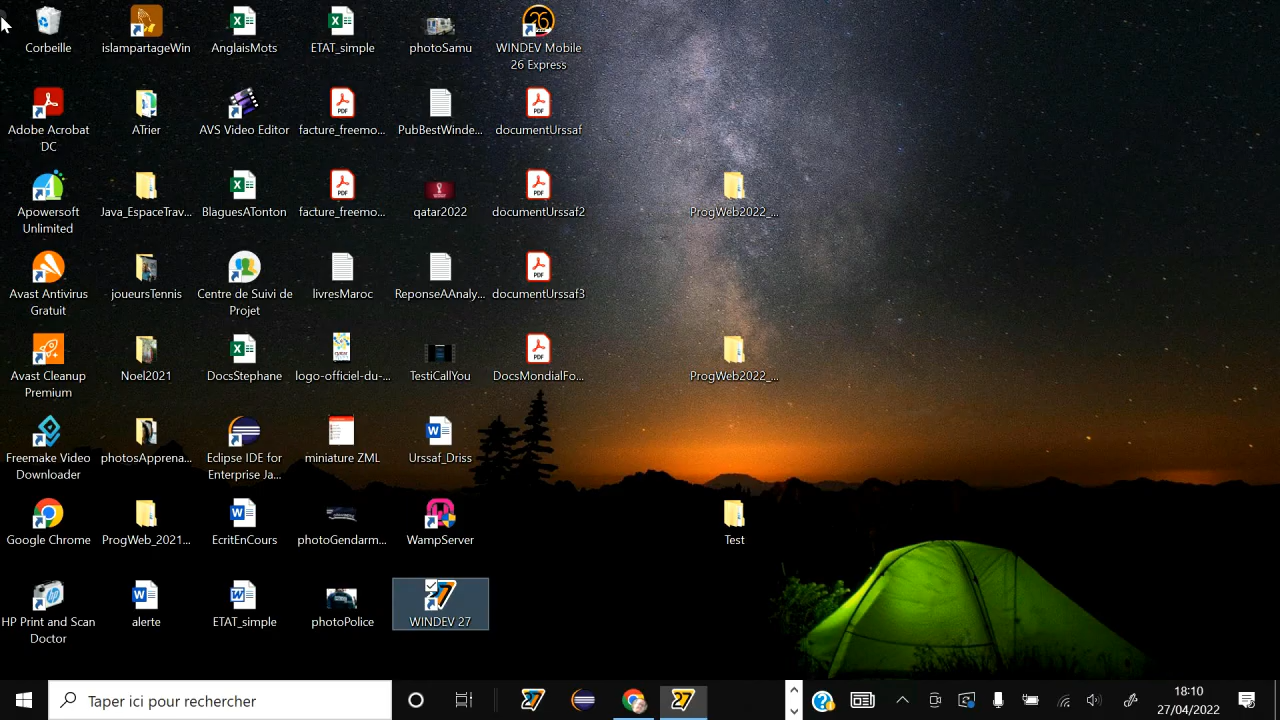 Corbeille
islampartageWin
AnglaisMots
ETAT_simple
photoSamu
WINDEV Mobile
26 Express
Adobe Acrobat
DC
ATrier
AVS Video Editor
facture_freemo...
PubBestWinde...
documentUrssaf
Apowersoft
Unlimited
Java_EspaceTrav...
BlaguesATonton
facture_freemo...
qatar2022
documentUrssaf2
ProgWeb2022_...
Avast Antivirus
Gratuit
joueursTennis
Centre de Suivi de
Projet
livresMaroc
ReponseAAnaly...
documentUrssaf3
Avast Cleanup
Premium
Noel2021
DocsStephane
logo-officiel-du-...
TestiCallYou
DocsMondialFo...
ProgWeb2022_...
Freemake Video
Downloader
photosApprena...
Eclipse IDE for
Enterprise Ja...
miniature ZML
Urssaf_Driss
Google Chrome
ProgWeb_2021...
EcritEnCours
photoGendarm...
WampServer
Test
HP Print and Scan
Doctor
alerte
ETAT_simple
photoPolice
WINDEV 27
Taper ici pour rechercher
18:10
27/04/2022